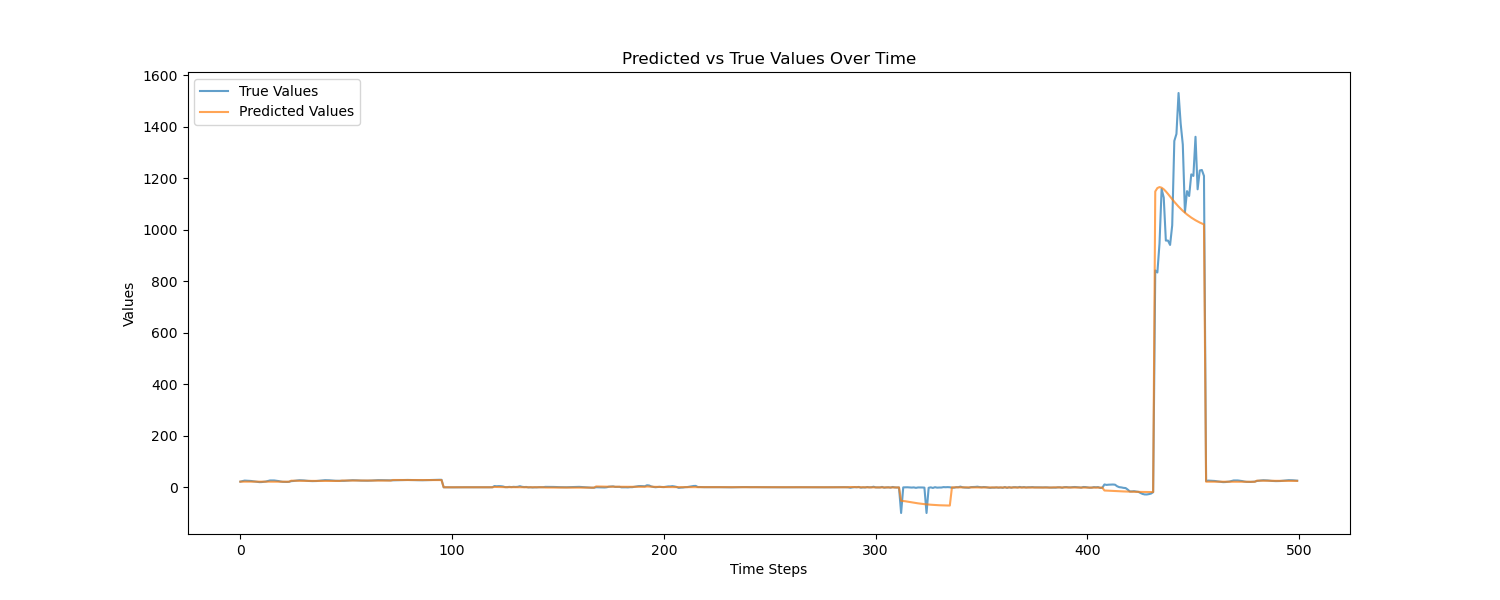 Predicted vs True Values Over Time
True Values
Predicted Values
Values
1600
1400
1200
1000
800
600
400
200
0
0 100 200 300 400 500
Time Steps